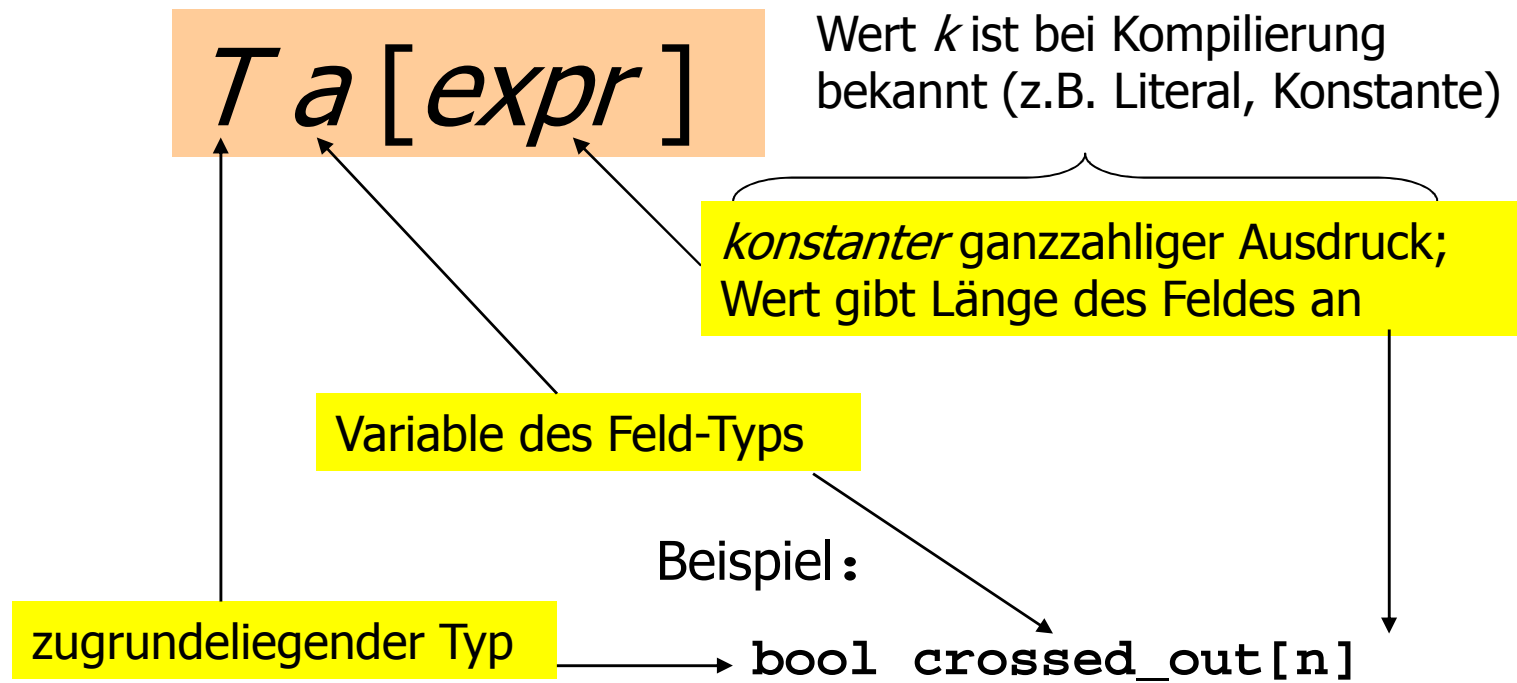 T a [expr]
Wert k ist bei Kompilierung
bekannt (z.B. Literal, Konstante)
konstanter ganzzahliger Ausdruck;
Wert gibt Länge des Feldes an
Variable des Feld-Typs
Beispiel:
zugrundeliegender Typ
bool crossed_out[n]